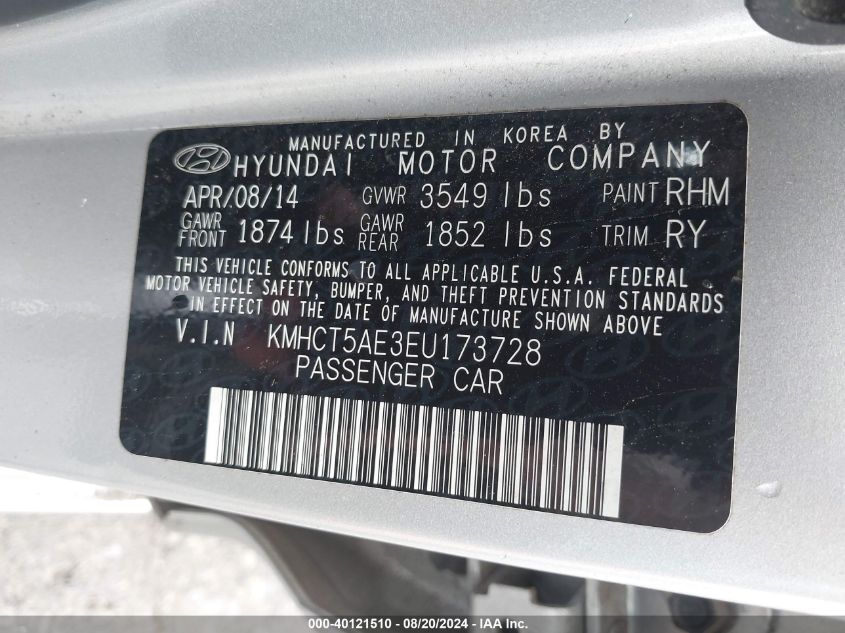 MANUFACTURED IN KOREA BY
HYUNDAI MOTOR COMPANY
APR/08/14 GVWR 3549 lbs PAINT RHM
GAWR FRONT 1874 lbs GAWR REAR 1852 lbs TRIM RY
THIS VEHICLE CONFORMS TO ALL APPLICABLE U.S.A. FEDERAL
MOTOR VEHICLE SAFETY, BUMPER, AND THEFT PREVENTION STANDARDS
IN EFFECT ON THE DATE OF MANUFACTURE SHOWN ABOVE
V.I.N KMHCT5AE3EU173728
PASSENGER CAR
000-40121510 - 08/20/2024 - IAA Inc.